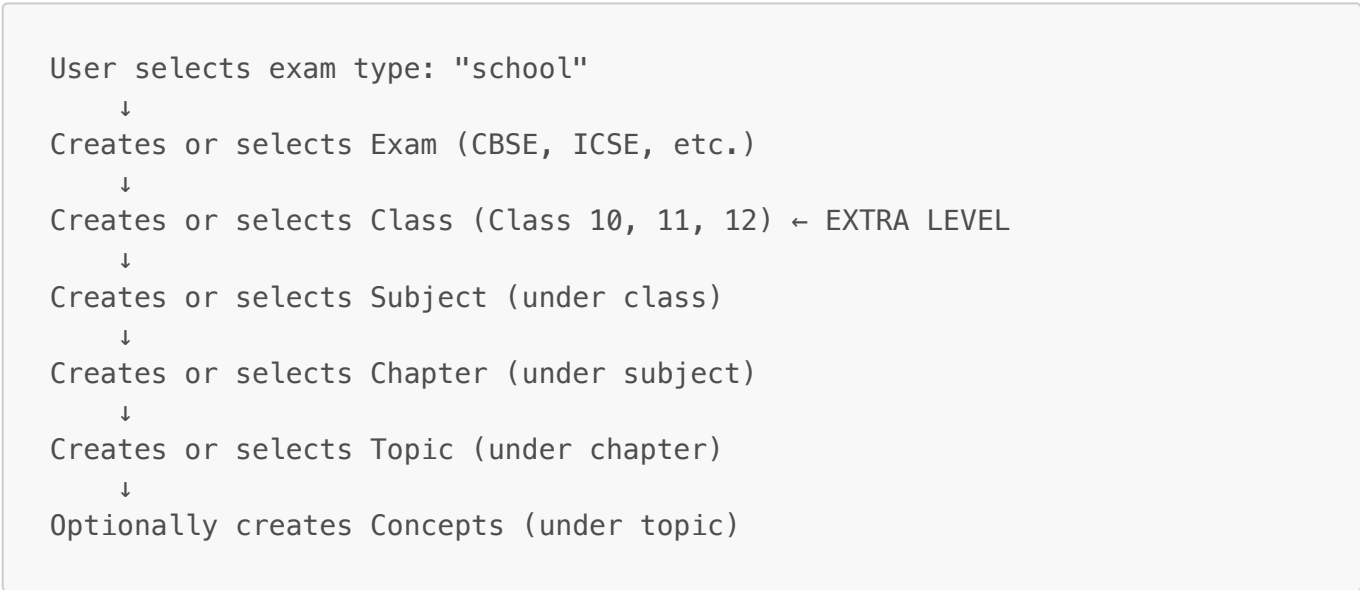 User selects exam type: "school"
↓
Creates or selects Exam (CBSE, ICSE, etc.)
↓
Creates or selects Class (Class 10, 11, 12) ← EXTRA LEVEL
↓
Creates or selects Subject (under class)
↓
Creates or selects Chapter (under subject)
↓
Creates or selects Topic (under chapter)
↓
Optionally creates Concepts (under topic)